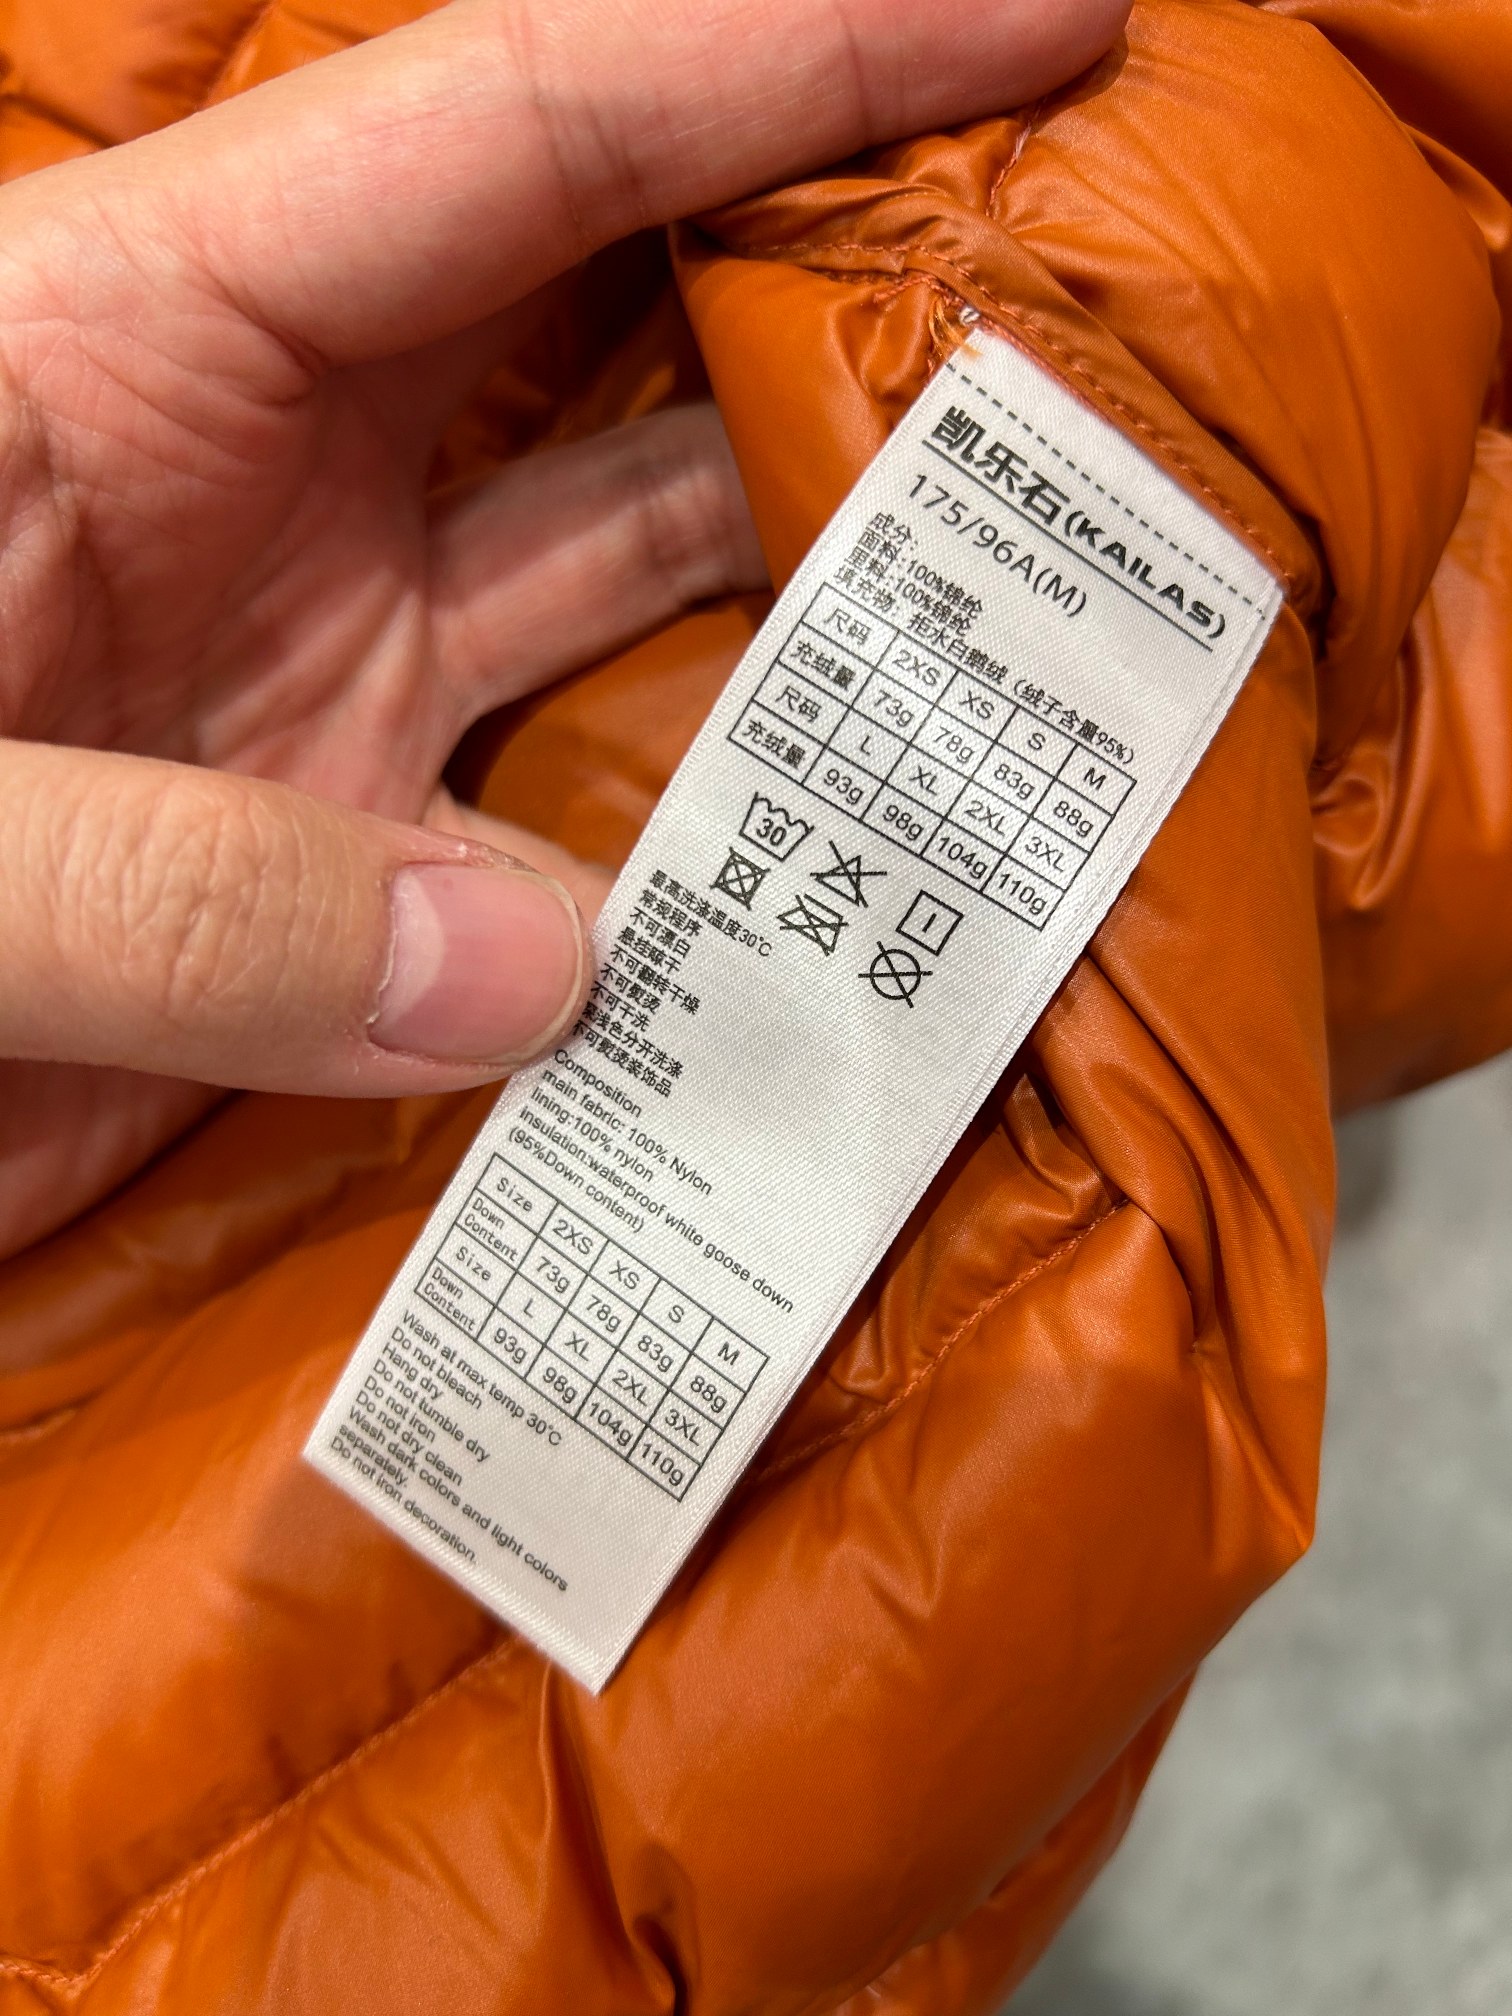 凯乐石(KAILAS)
175/96A(M)
成分:
面料:100%锦纶
里料:100%锦纶
填充物: 拒水白鹅绒 (绒子含量95%)
尺码 2XS XS S M
充绒量 73g 78g 83g 88g
尺码 L XL 2XL 3XL
充绒量 93g 98g 104g 110g
30
最高洗涤温度30℃
常规程序
不可漂白
悬挂晾干
不可翻转干燥
不可熨烫
不可干洗
深浅色分开洗涤
不可熨烫装饰品
Composition
main fabric: 100% Nylon
lining:100% nylon
insulation:waterproof white goose down
(95%Down content)
Size 2XS XS S M
Down Content 73g 78g 83g 88g
Size L XL 2XL 3XL
Down Content 93g 98g 104g 110g
Wash at max temp 30℃
Do not bleach
Hang dry
Do not tumble dry
Do not iron
Do not dry clean
Wash dark colors and light colors
separately.
Do not iron decoration.